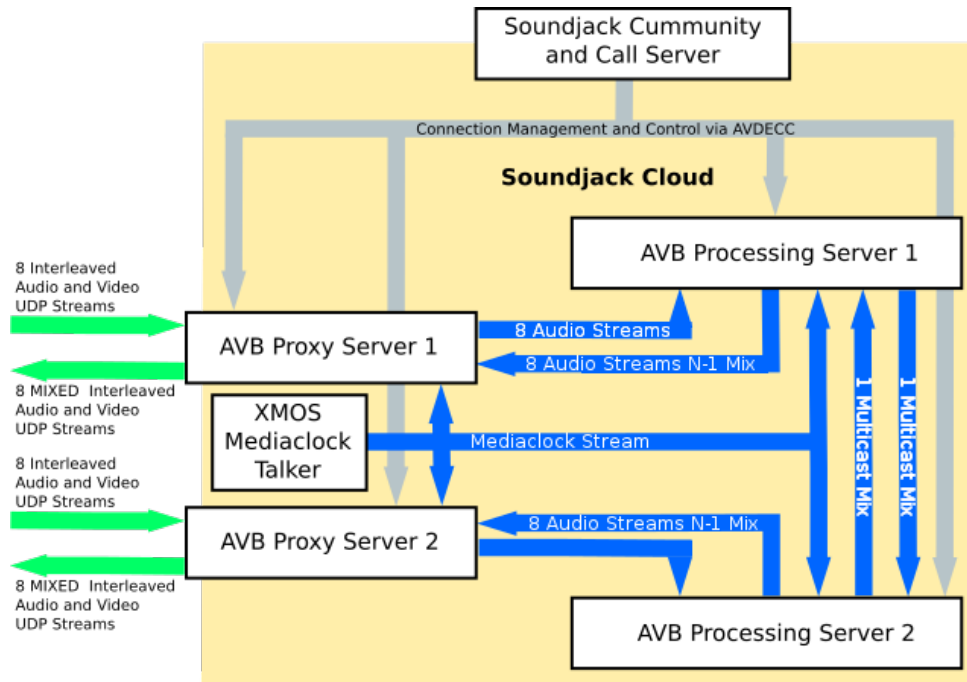 Soundjack Cummunity
and Call Server
Connection Management and Control via AVDECC
Soundjack Cloud
AVB Processing Server 1
8 Interleaved
Audio and Video
UDP Streams
AVB Proxy Server 1
8 Audio Streams
8 Audio Streams N-1 Mix
8 MIXED Interleaved
Audio and Video
UDP Streams
XMOS
Mediaclock
Talker
Mediaclock Stream
1 Multicast Mix
1 Multicast Mix
8 Interleaved
Audio and Video
UDP Streams
AVB Proxy Server 2
8 Audio Streams N-1 Mix
8 MIXED Interleaved
Audio and Video
UDP Streams
AVB Processing Server 2